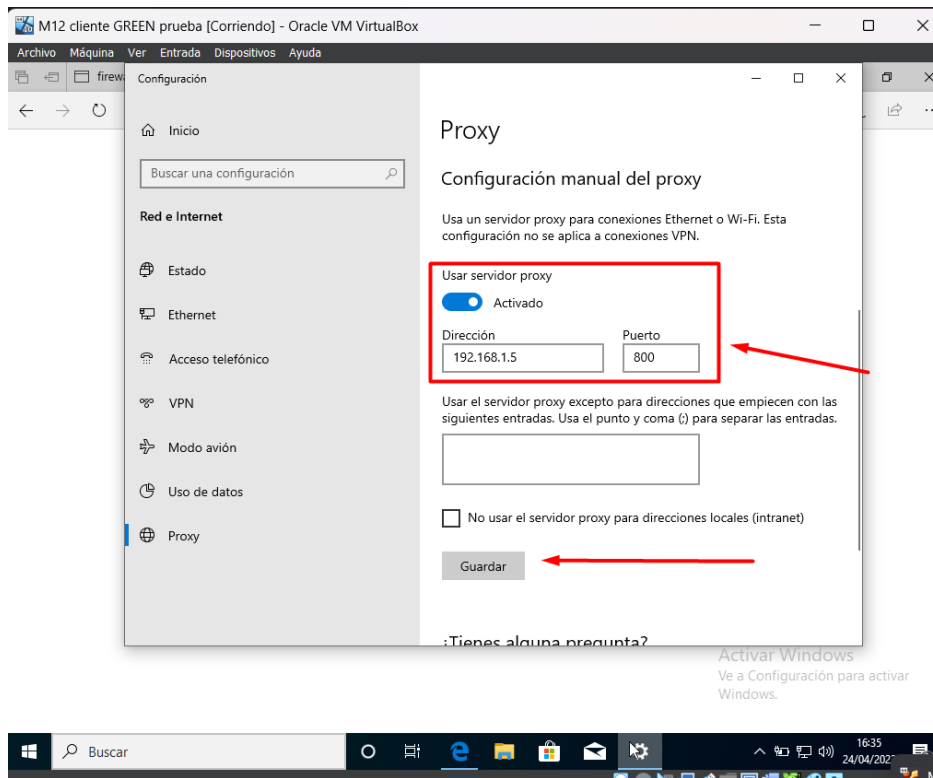 M12 cliente GREEN prueba [Corriendo] - Oracle VM VirtualBox
Archivo Máquina Ver Entrada Dispositivos Ayuda
Configuración
Inicio
Buscar una configuración
Red e Internet
Estado
Ethernet
Acceso telefónico
VPN
Modo avión
Uso de datos
Proxy
Proxy
Configuración manual del proxy
Usa un servidor proxy para conexiones Ethernet o Wi-Fi. Esta
configuración no se aplica a conexiones VPN.
Usar servidor proxy
Activado
Dirección Puerto
192.168.1.5 800
Usar el servidor proxy excepto para direcciones que empiecen con las
siguientes entradas. Usa el punto y coma (;) para separar las entradas.
No usar el servidor proxy para direcciones locales (intranet)
Guardar
¿Tienes alguna pregunta?
Activar Windows
Ve a Configuración para activar
Windows.
Buscar
16:35